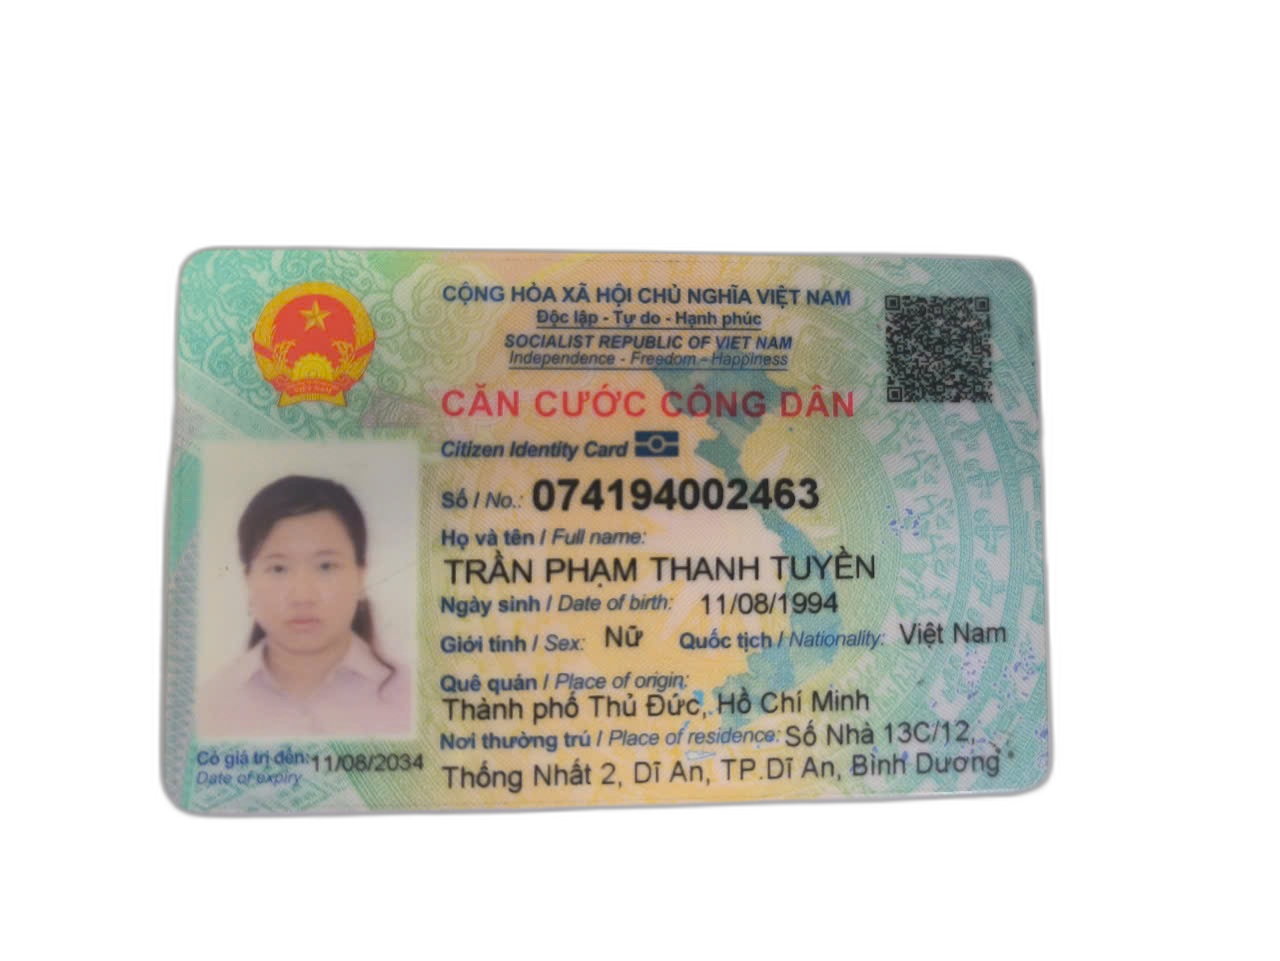 CỘNG HÒA XÃ HỘI CHỦ NGHĨA VIỆT NAM
Độc lập - Tự do - Hạnh phúc
SOCIALIST REPUBLIC OF VIET NAM
Independence - Freedom - Happiness
CĂN CƯỚC CÔNG DÂN
Citizen Identity Card
Số / No.: 074194002463
Họ và tên / Full name:
TRẦN PHẠM THANH TUYỀN
Ngày sinh / Date of birth: 11/08/1994
Giới tính / Sex: Nữ Quốc tịch / Nationality: Việt Nam
Quê quán / Place of origin:
Thành phố Thủ Đức, Hồ Chí Minh
Nơi thường trú / Place of residence: Số Nhà 13C/12,
Thống Nhất 2, Dĩ An, TP.Dĩ An, Bình Dương
Có giá trị đến: 11/08/2034
Date of expiry
VIỆT NAM